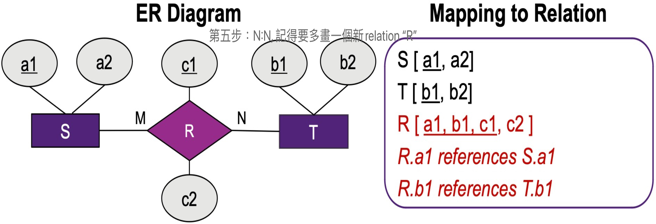 ER Diagram
Mapping to Relation
第五步：N:N, 記得要多畫一個新relation “R”
a1
a2
c1
b1
b2
S
M
R
N
T
c2
S [ a1, a2]
T [ b1, b2]
R [ a1, b1, c1, c2 ]
R.a1 references S.a1
R.b1 references T.b1